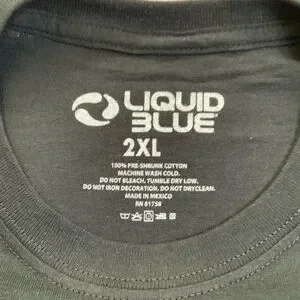 LIQUID
BLUE
2XL
100% PRE-SHRUNK COTTON
MACHINE WASH COLD.
DO NOT BLEACH. TUMBLE DRY LOW.
DO NOT IRON DECORATION. DO NOT DRYCLEAN.
MADE IN MEXICO
RN 81758